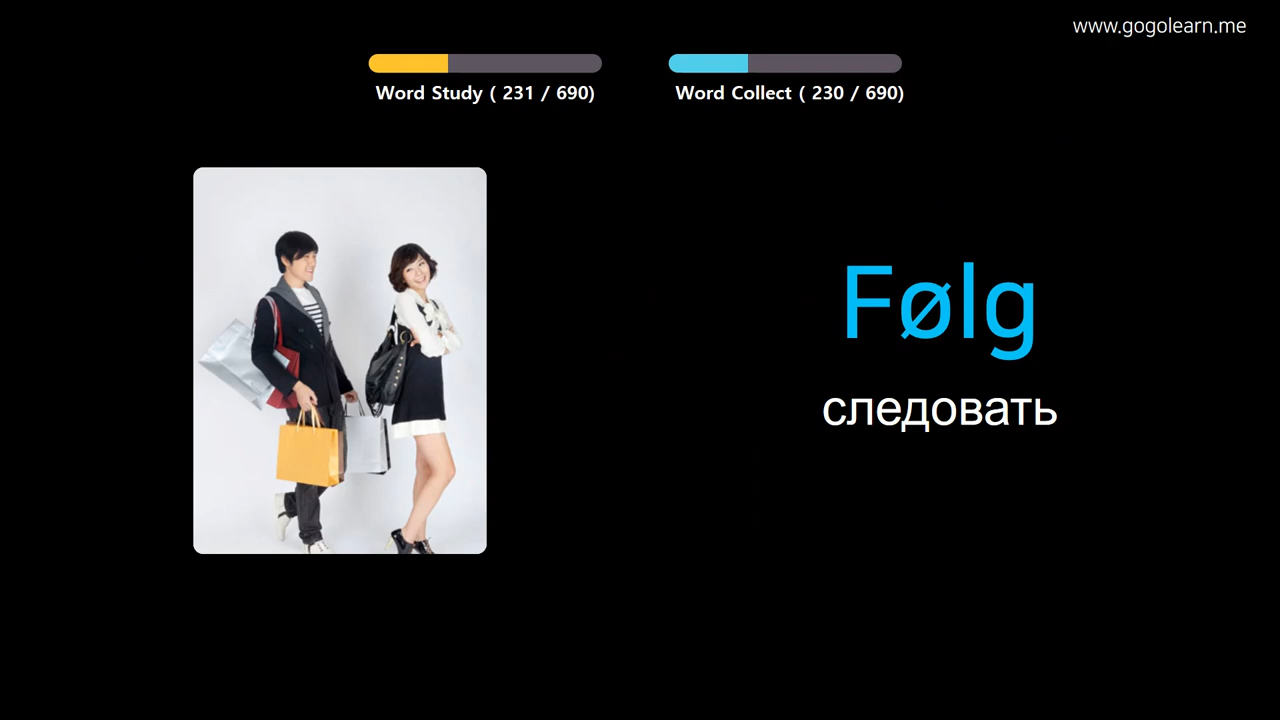 www.gogolearn.me
Word Study ( 231 / 690)
Word Collect ( 230 / 690)
Følg
следовать